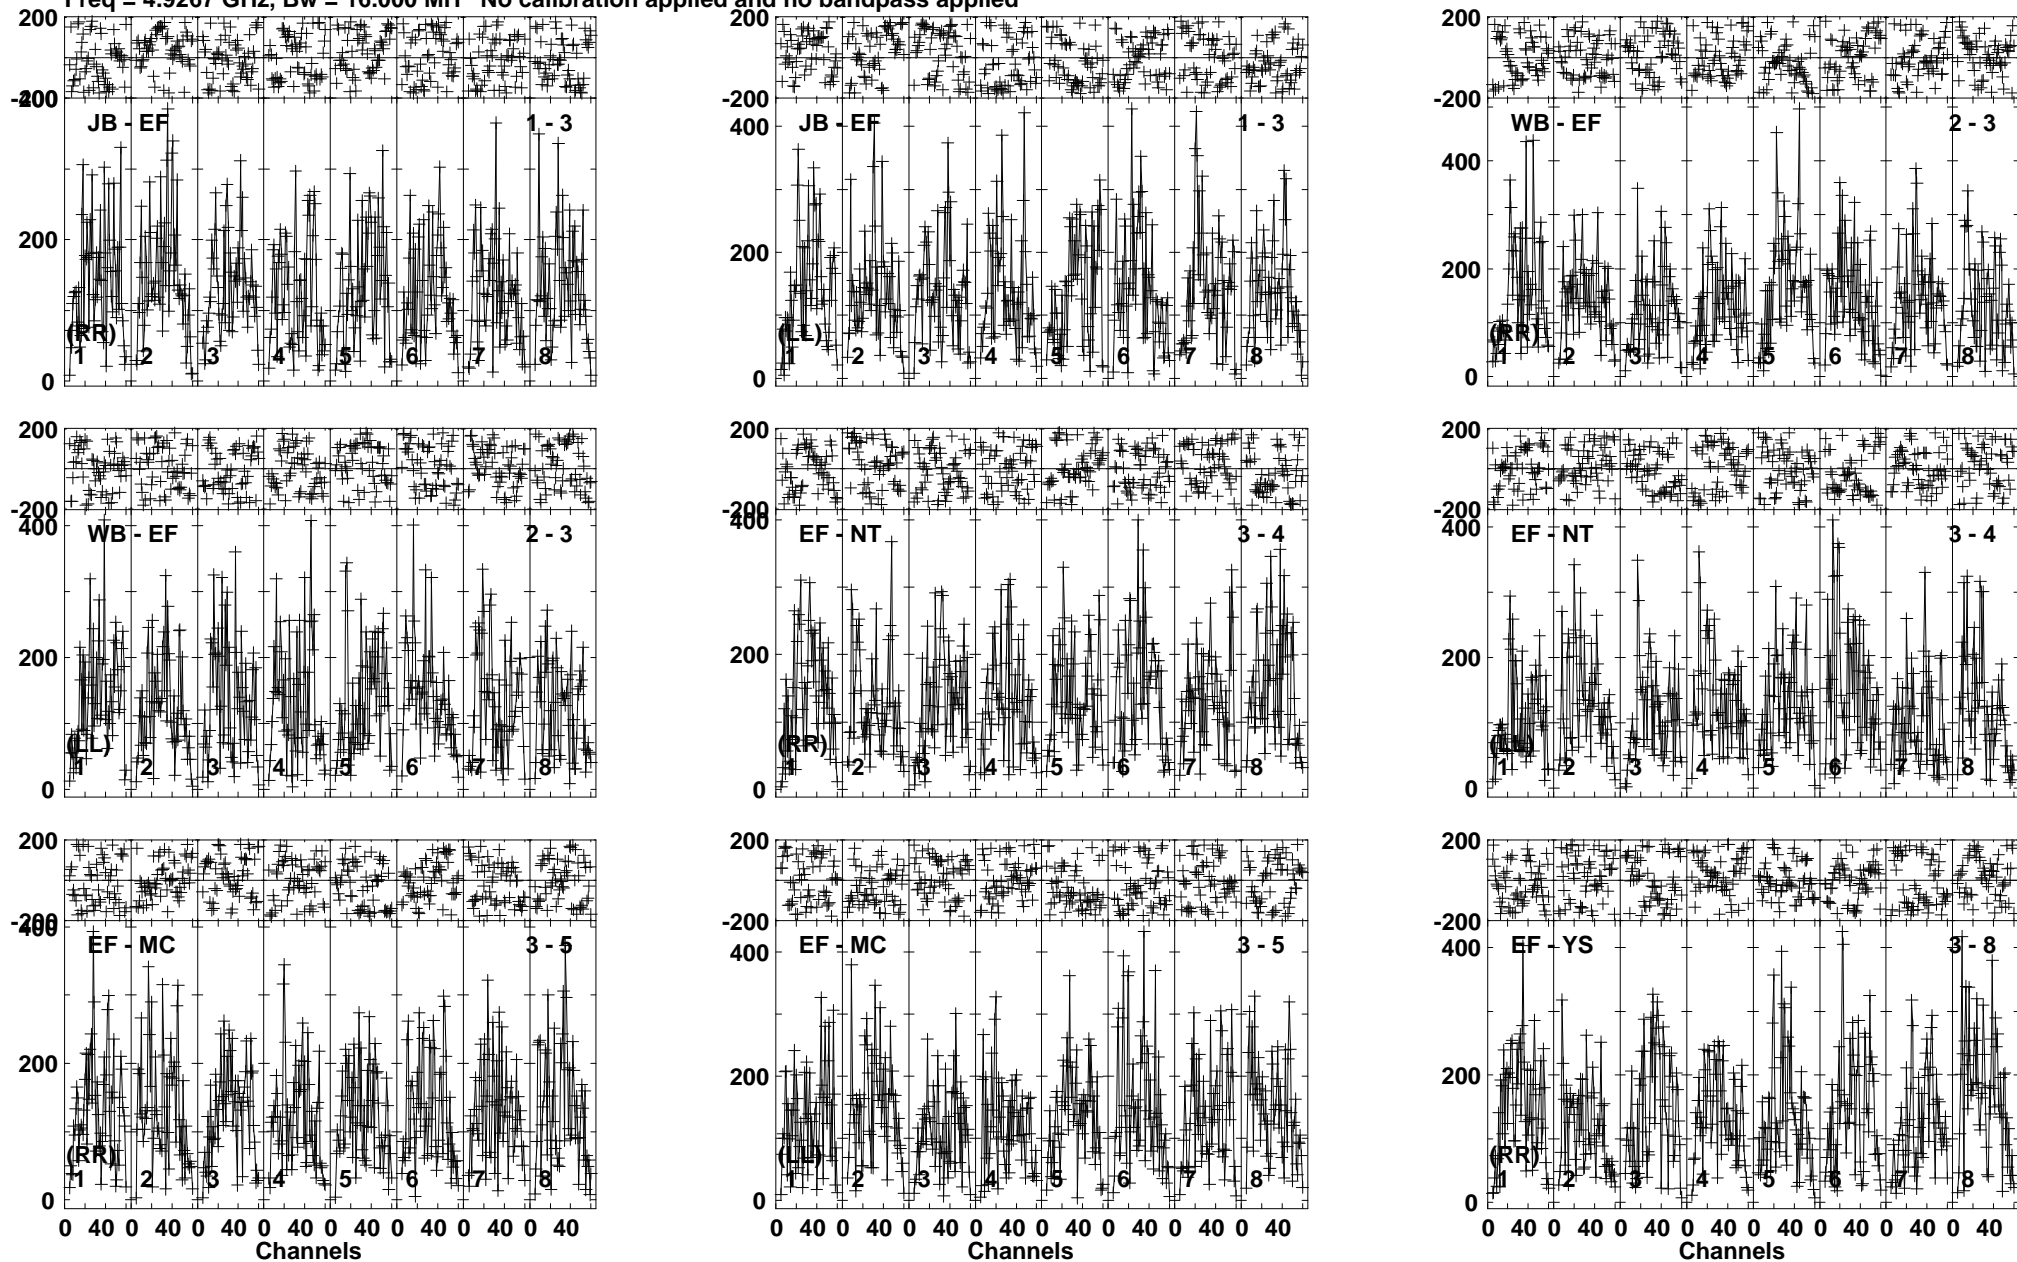 Freq = 4.9267 GHz, Bw = 16.000 MH No calibration applied and no bandpass applied
200 200 200
-200 -200 -200
400
JB - EF 1 - 3 JB - EF 1 - 3 WB - EF 2 - 3
400 400
200 200 200
(RR) (LL) (RR)
1 2 3 4 5 6 7 8 1 2 3 4 5 6 7 8 1 2 3 4 5 6 7 8
0 0 0
200 200 200
-200 -200 -200
400 400 400
WB - EF 2 - 3 EF - NT 3 - 4 EF - NT 3 - 4
200 200 200
(LL) (RR) (LL)
1 2 3 4 5 6 7 8 1 2 3 4 5 6 7 8 1 2 3 4 5 6 7 8
0 0 0
200 200 200
-200 -200 -200
400 400 400
EF - MC 3 - 5 EF - MC 3 - 5 EF - YS 3 - 8
200 200 200
(RR) (LL) (RR)
1 2 3 4 5 6 7 8 1 2 3 4 5 6 7 8 1 2 3 4 5 6 7 8
0 0 0
0 40 0 40 0 40 0 40 0 40 0 40 0 40 0 40 0 40 0 40 0 40 0 40 0 40 0 40 0 40 0 40 0 40 0 40 0 40 0 40 0 40 0 40 0 40 0 40
Channels Channels Channels